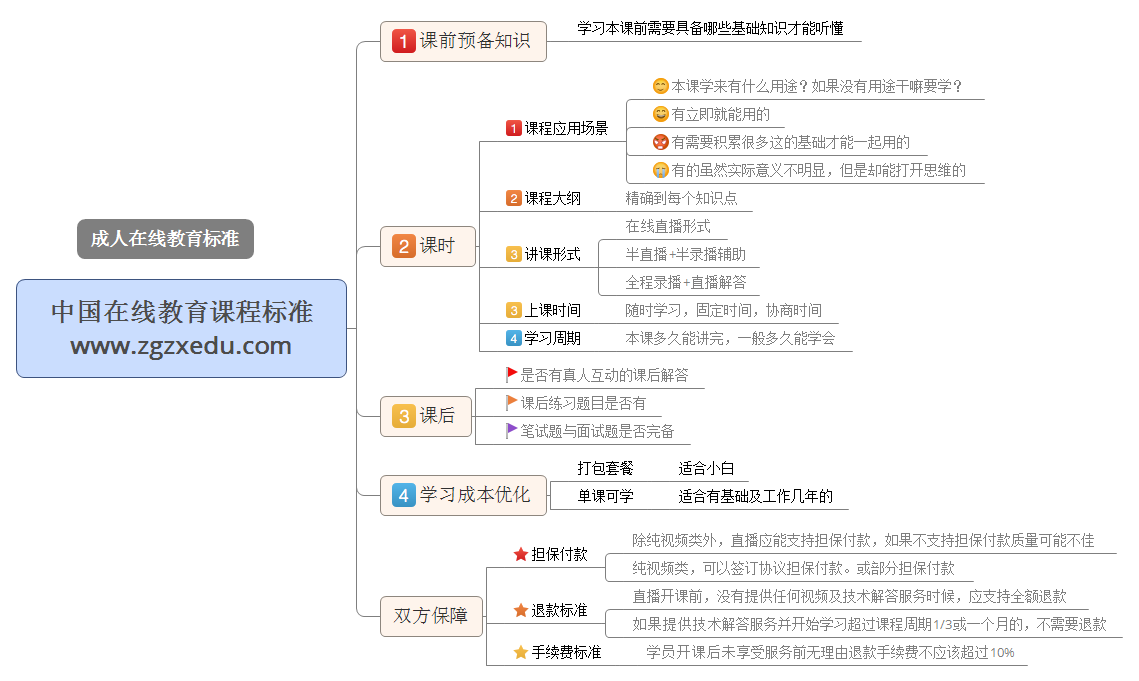 成人在线教育标准
中国在线教育课程标准
www.zgzxedu.com
1 课前预备知识
学习本课前需要具备哪些基础知识才能听懂
2 课时
1 课程应用场景
本课学来有什么用途？如果没有用途干嘛要学？
有立即就能用的
有需要积累很多这的基础才能一起用的
有的虽然实际意义不明显，但是却能打开思维的
2 课程大纲
精确到每个知识点
3 讲课形式
在线直播形式
半直播+半录播辅助
全程录播+直播解答
3 上课时间
随时学习，固定时间，协商时间
4 学习周期
本课多久能讲完，一般多久能学会
3 课后
是否有真人互动的课后解答
课后练习题目是否有
笔试题与面试题是否完备
4 学习成本优化
打包套餐
适合小白
单课可学
适合有基础及工作几年的
双方保障
担保付款
除纯视频类外，直播应能支持担保付款，如果不支持担保付款质量可能不佳
纯视频类，可以签订协议担保付款。或部分担保付款
退款标准
直播开课前，没有提供任何视频及技术解答服务时候，应支持全额退款
如果提供技术解答服务并开始学习超过课程周期1/3或一个月的，不需要退款
手续费标准
学员开课后未享受服务前无理由退款手续费不应该超过10%